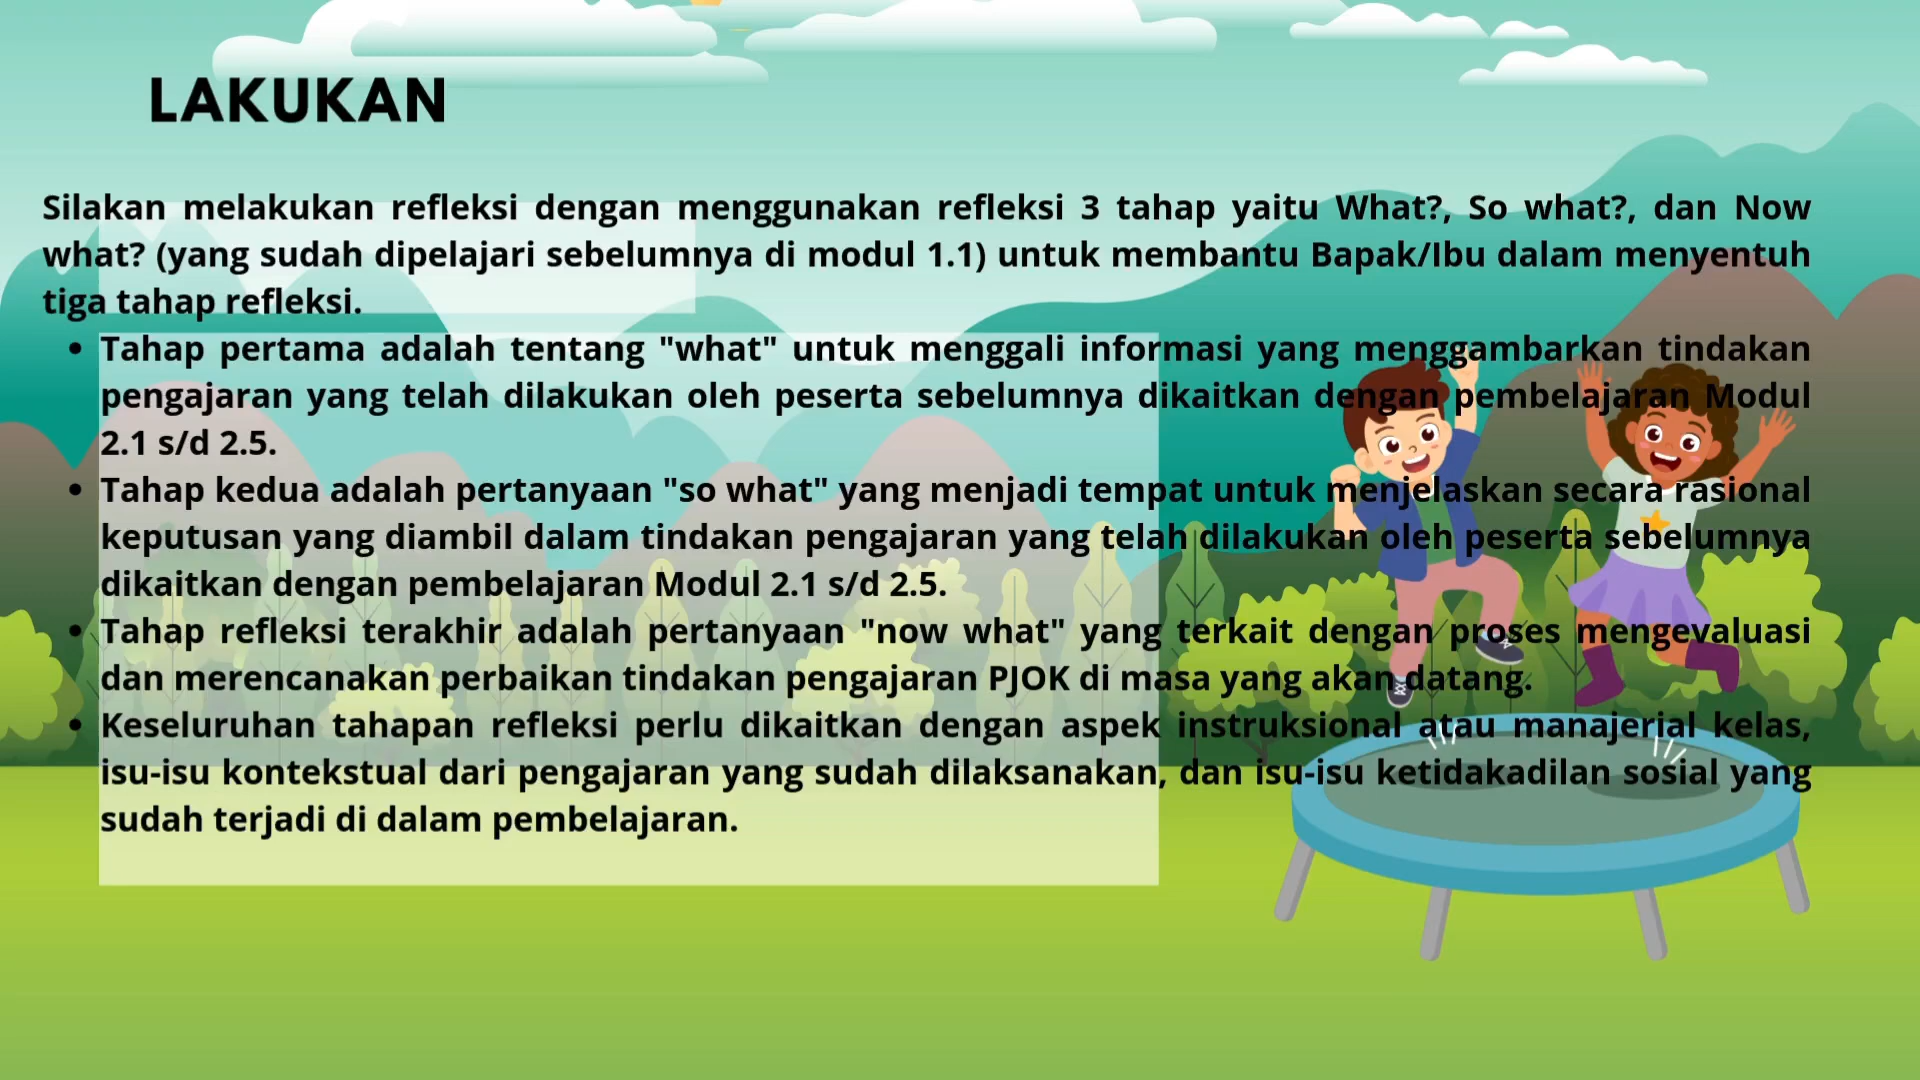 LAKUKAN
Silakan melakukan refleksi dengan menggunakan refleksi 3 tahap yaitu What?, So what?, dan Now
what? (yang sudah dipelajari sebelumnya di modul 1.1) untuk membantu Bapak/Ibu dalam menyentuh
tiga tahap refleksi.
• Tahap pertama adalah tentang "what" untuk menggali informasi yang menggambarkan tindakan
pengajaran yang telah dilakukan oleh peserta sebelumnya dikaitkan dengan pembelajaran Modul
2.1 s/d 2.5.
• Tahap kedua adalah pertanyaan "so what" yang menjadi tempat untuk menjelaskan secara rasional
keputusan yang diambil dalam tindakan pengajaran yang telah dilakukan oleh peserta sebelumnya
dikaitkan dengan pembelajaran Modul 2.1 s/d 2.5.
• Tahap refleksi terakhir adalah pertanyaan "now what" yang terkait dengan proses mengevaluasi
dan merencanakan perbaikan tindakan pengajaran PJOK di masa yang akan datang.
• Keseluruhan tahapan refleksi perlu dikaitkan dengan aspek instruksional atau manajerial kelas,
isu-isu kontekstual dari pengajaran yang sudah dilaksanakan, dan isu-isu ketidakadilan sosial yang
sudah terjadi di dalam pembelajaran.